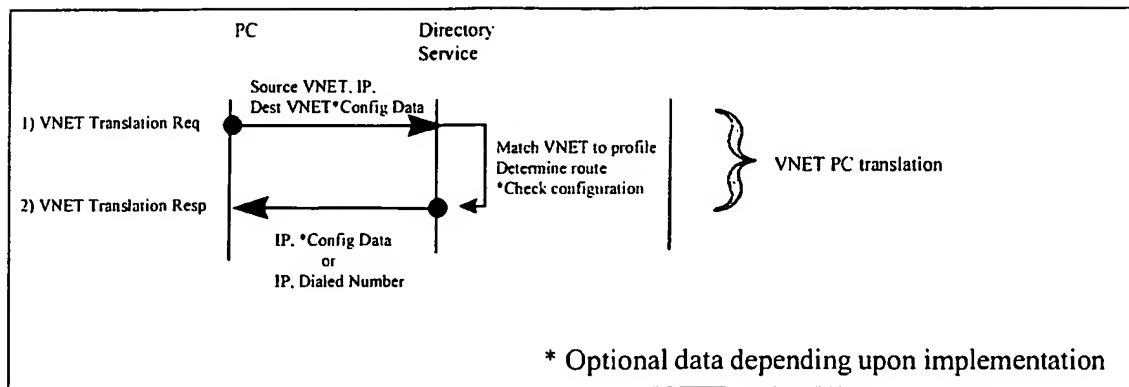 PC
Directory
Service
Source VNET, IP,
Dest VNET*Config Data
1) VNET Translation Req
Match VNET to profile
Determine route
*Check configuration
VNET PC translation
2) VNET Translation Resp
IP, *Config Data
or
IP, Dialed Number
* Optional data depending upon implementation